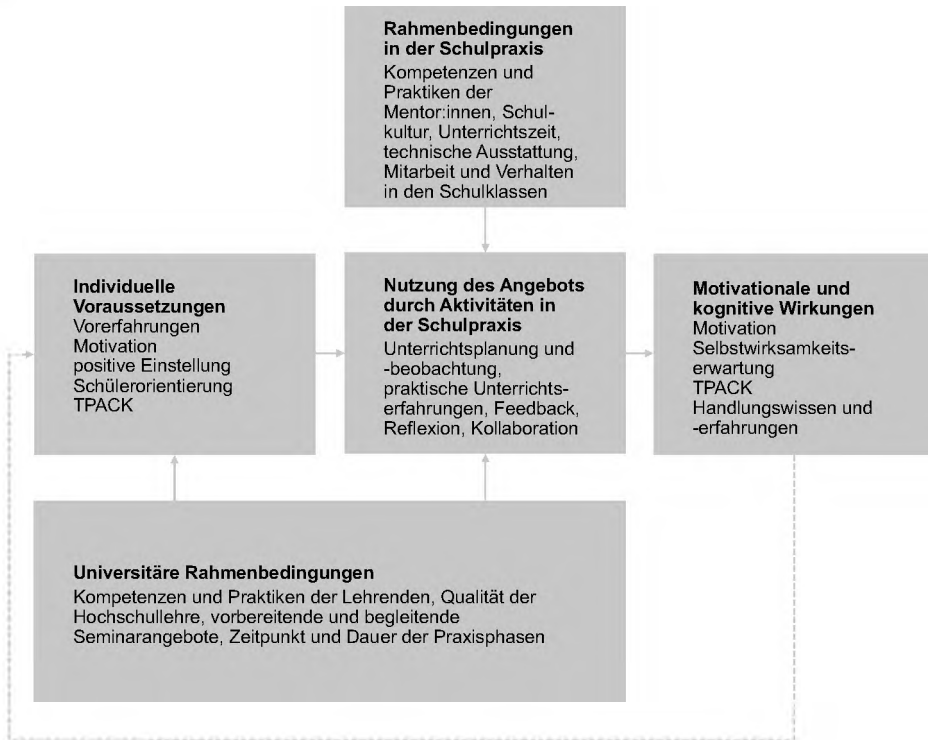 Rahmenbedingungen
in der Schulpraxis
Kompetenzen und
Praktiken der
Mentor:innen, Schul-
kultur, Unterrichtszeit,
technische Ausstattung,
Mitarbeit und Verhalten
in den Schulklassen
Individuelle
Voraussetzungen
Vorerfahrungen
Motivation
positive Einstellung
Schülerorientierung
TPACK
Nutzung des Angebots
durch Aktivitäten in
der Schulpraxis
Unterrichtsplanung und
-beobachtung,
praktische Unterrichts-
erfahrungen, Feedback,
Reflexion, Kollaboration
Motivationale und
kognitive Wirkungen
Motivation
Selbstwirksamkeits-
erwartung
TPACK
Handlungswissen und
-erfahrungen
Universitäre Rahmenbedingungen
Kompetenzen und Praktiken der Lehrenden, Qualität der
Hochschullehre, vorbereitende und begleitende
Seminarangebote, Zeitpunkt und Dauer der Praxisphasen